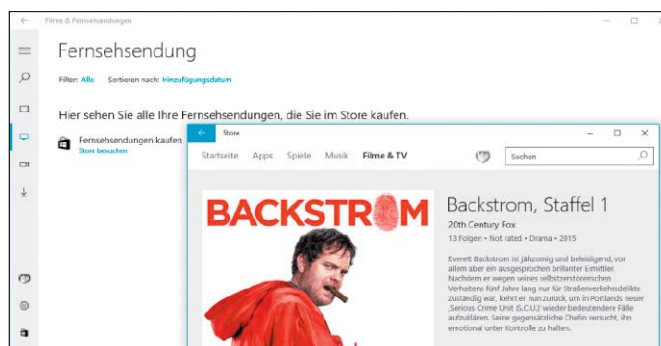 Filme & Fernsehsendungen
Fernsehsendung
Filter: Alle Sortieren nach: Hinzufügungsdatum
Hier sehen Sie alle Ihre Fernsehsendungen, die Sie im Store kaufen.
Fernsehsendungen kaufen
Store besuchen
Store
Startseite Apps Spiele Musik Filme & TV
Suchen
BACKSTROM
Backstrom, Staffel 1
20th Century Fox
13 Folgen • Not rated • Drama • 2015
Everett Backstrom ist jähzornig und beleidigend, vor
allem aber ein ausgesprochen brillanter Ermittler.
Nachdem er wegen seines selbstzerstörerischen
Verhaltens fünf Jahre lang nur für Straßenverkehrsdelikte
zuständig war, kehrt er nun zurück, um in Portlands neuer
‚Serious Crime Unit (S.C.U.)' wieder bedeutendere Fälle
aufzuklären. Seine gegensätzliche Chefin versucht, ihn
emotional unter Kontrolle zu halten.